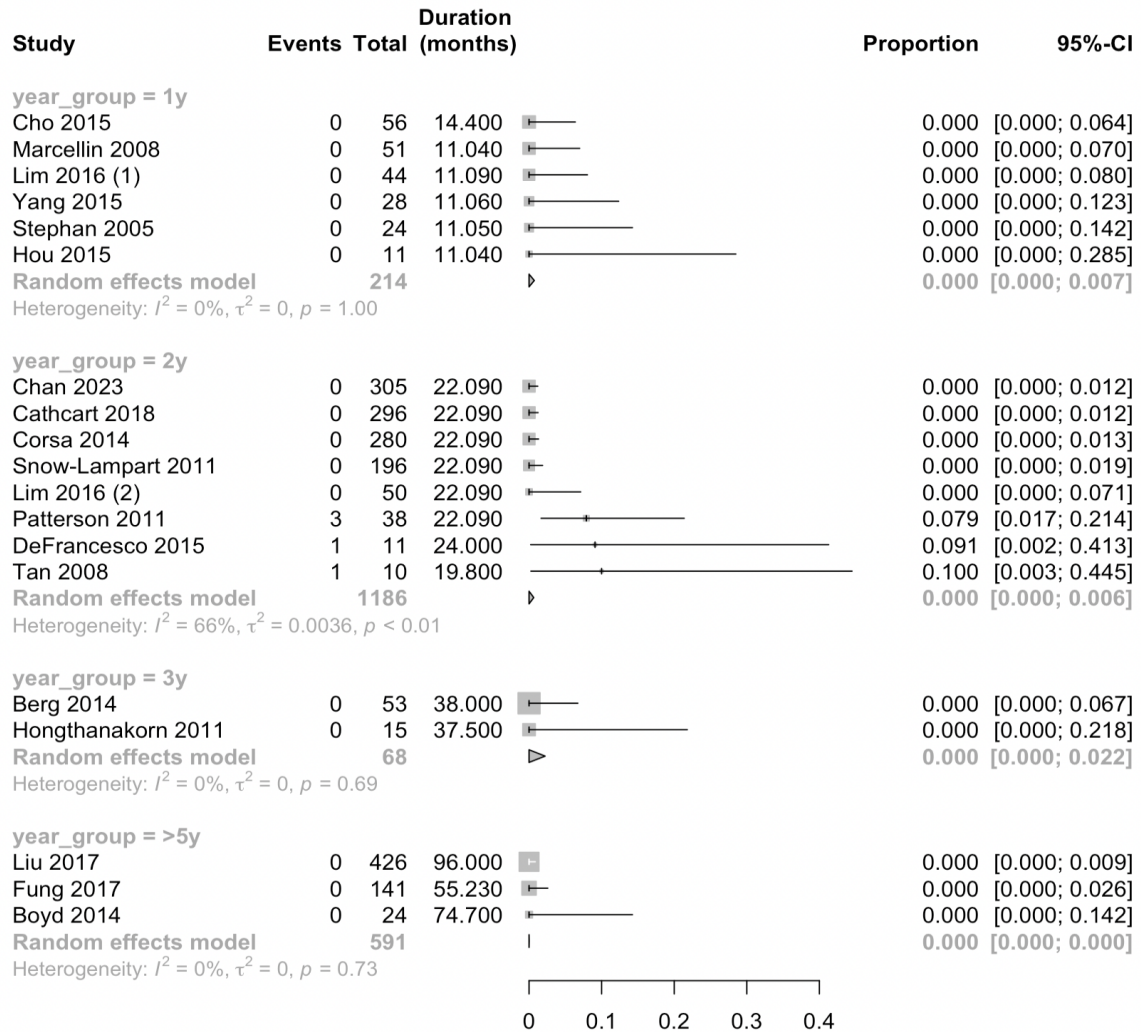 Duration
Study Events Total (months) Proportion 95%-CI
year_group = 1y
Cho 2015 0 56 14.400 0.000 [0.000; 0.064]
Marcellin 2008 0 51 11.040 0.000 [0.000; 0.070]
Lim 2016 (1) 0 44 11.090 0.000 [0.000; 0.080]
Yang 2015 0 28 11.060 0.000 [0.000; 0.123]
Stephan 2005 0 24 11.050 0.000 [0.000; 0.142]
Hou 2015 0 11 11.040 0.000 [0.000; 0.285]
Random effects model 214 0.000 [0.000; 0.007]
Heterogeneity: I² = 0%, τ² = 0, p = 1.00
year_group = 2y
Chan 2023 0 305 22.090 0.000 [0.000; 0.012]
Cathcart 2018 0 296 22.090 0.000 [0.000; 0.012]
Corsa 2014 0 280 22.090 0.000 [0.000; 0.013]
Snow-Lampart 2011 0 196 22.090 0.000 [0.000; 0.019]
Lim 2016 (2) 0 50 22.090 0.000 [0.000; 0.071]
Patterson 2011 3 38 22.090 0.079 [0.017; 0.214]
DeFrancesco 2015 1 11 24.000 0.091 [0.002; 0.413]
Tan 2008 1 10 19.800 0.100 [0.003; 0.445]
Random effects model 1186 0.000 [0.000; 0.006]
Heterogeneity: I² = 66%, τ² = 0.0036, p < 0.01
year_group = 3y
Berg 2014 0 53 38.000 0.000 [0.000; 0.067]
Hongthanakorn 2011 0 15 37.500 0.000 [0.000; 0.218]
Random effects model 68 0.000 [0.000; 0.022]
Heterogeneity: I² = 0%, τ² = 0, p = 0.69
year_group = >5y
Liu 2017 0 426 96.000 0.000 [0.000; 0.009]
Fung 2017 0 141 55.230 0.000 [0.000; 0.026]
Boyd 2014 0 24 74.700 0.000 [0.000; 0.142]
Random effects model 591 0.000 [0.000; 0.000]
Heterogeneity: I² = 0%, τ² = 0, p = 0.73
0 0.1 0.2 0.3 0.4